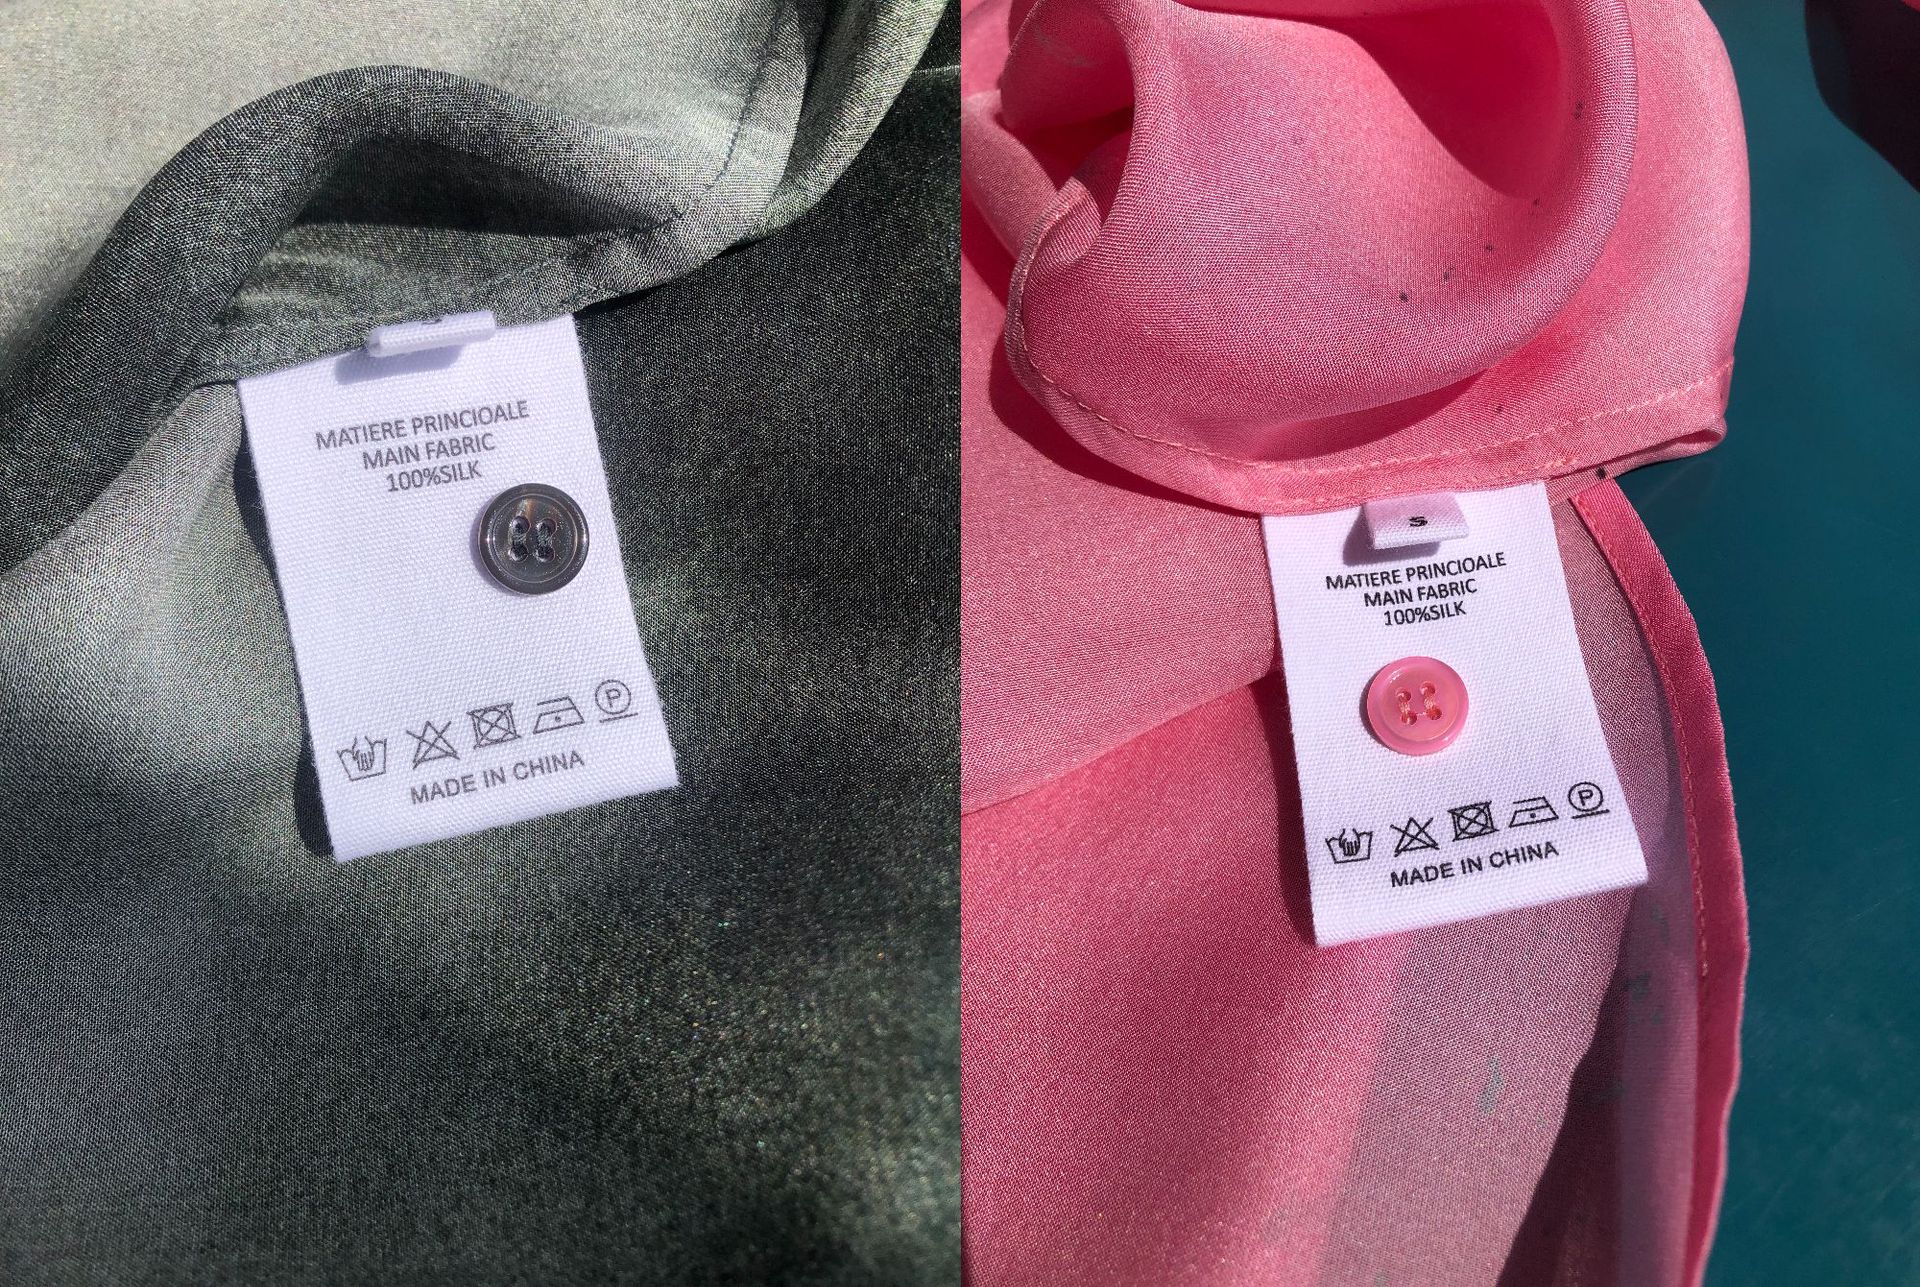 MATIERE PRINCIOALE
MAIN FABRIC
100%SILK
P
MADE IN CHINA
S
MATIERE PRINCIOALE
MAIN FABRIC
100%SILK
P
MADE IN CHINA